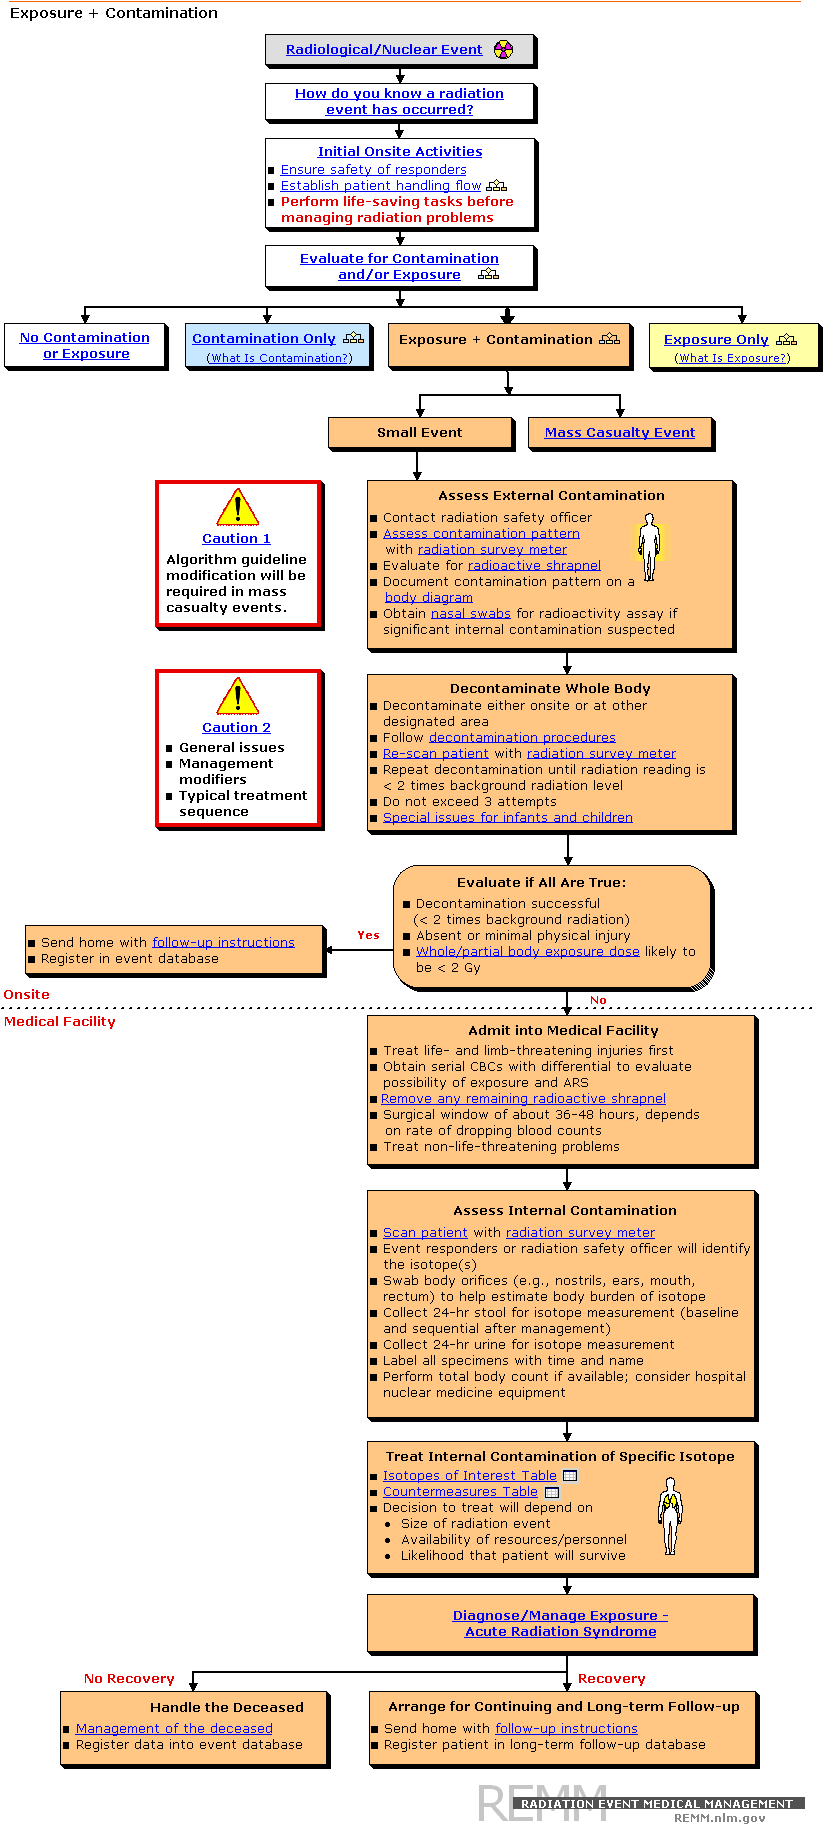 Exposure + Contamination
Radiological/Nuclear Event
How do you know a radiation
event has occurred?
Initial Onsite Activities
Ensure safety of responders
Establish patient handling flow
Perform life-saving tasks before
managing radiation problems
Evaluate for Contamination
and/or Exposure
No Contamination
or Exposure
Contamination Only
(What Is Contamination?)
Exposure + Contamination
Exposure Only
(What Is Exposure?)
Small Event
Mass Casualty Event
Caution 1
Algorithm guideline
modification will be
required in mass
casualty events.
Assess External Contamination
Contact radiation safety officer
Assess contamination pattern
with radiation survey meter
Evaluate for radioactive shrapnel
Document contamination pattern on a
body diagram
Obtain nasal swabs for radioactivity assay if
significant internal contamination suspected
Caution 2
General issues
Management
modifiers
Typical treatment
sequence
Decontaminate Whole Body
Decontaminate either onsite or at other
designated area
Follow decontamination procedures
Re-scan patient with radiation survey meter
Repeat decontamination until radiation reading is
< 2 times background radiation level
Do not exceed 3 attempts
Special issues for infants and children
Evaluate if All Are True:
Decontamination successful
(< 2 times background radiation)
Absent or minimal physical injury
Whole/partial body exposure dose likely to
be < 2 Gy
Yes
Send home with follow-up instructions
Register in event database
Onsite
No
Medical Facility
Admit into Medical Facility
Treat life- and limb-threatening injuries first
Obtain serial CBCs with differential to evaluate
possibility of exposure and ARS
Remove any remaining radioactive shrapnel
Surgical window of about 36-48 hours, depends
on rate of dropping blood counts
Treat non-life-threatening problems
Assess Internal Contamination
Scan patient with radiation survey meter
Event responders or radiation safety officer will identify
the isotope(s)
Swab body orifices (e.g., nostrils, ears, mouth,
rectum) to help estimate body burden of isotope
Collect 24-hr stool for isotope measurement (baseline
and sequential after management)
Collect 24-hr urine for isotope measurement
Label all specimens with time and name
Perform total body count if available; consider hospital
nuclear medicine equipment
Treat Internal Contamination of Specific Isotope
Isotopes of Interest Table
Countermeasures Table
Decision to treat will depend on
Size of radiation event
Availability of resources/personnel
Likelihood that patient will survive
Diagnose/Manage Exposure -
Acute Radiation Syndrome
No Recovery
Recovery
Handle the Deceased
Management of the deceased
Register data into event database
Arrange for Continuing and Long-term Follow-up
Send home with follow-up instructions
Register patient in long-term follow-up database
REMM
RADIATION EVENT MEDICAL MANAGEMENT
REMM.nlm.gov